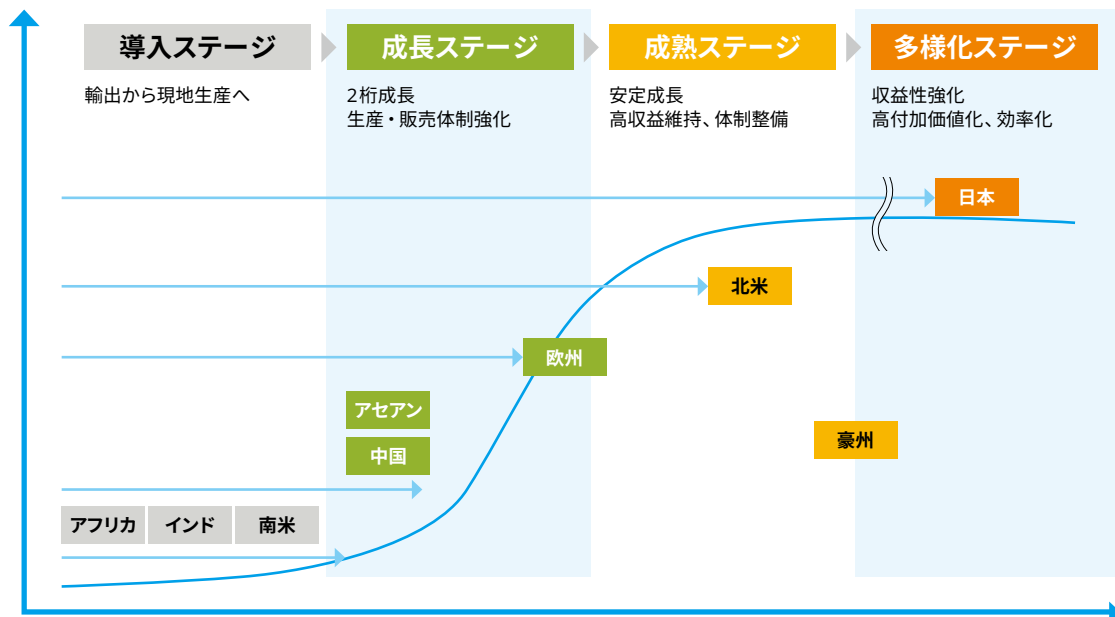 導入ステージ
輸出から現地生産へ
成長ステージ
2桁成長
生産・販売体制強化
成熟ステージ
安定成長
高収益維持、体制整備
多様化ステージ
収益性強化
高付加価値化、効率化
日本
北米
欧州
アセアン
中国
豪州
アフリカ
インド
南米